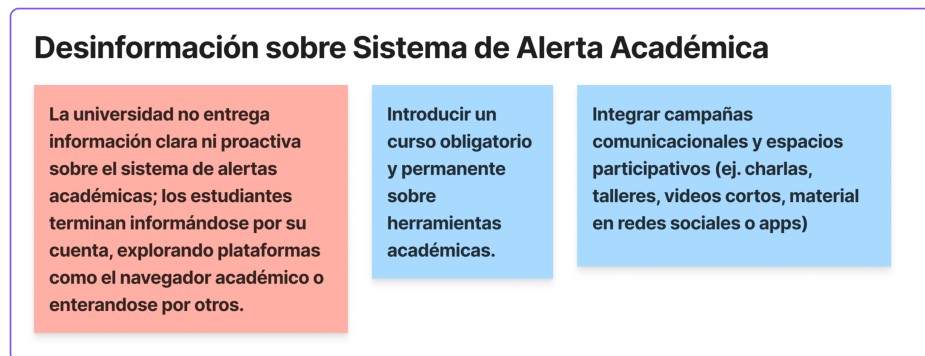 Desinformación sobre Sistema de Alerta Académica
La universidad no entrega
información clara ni proactiva
sobre el sistema de alertas
académicas; los estudiantes
terminan informándose por su
cuenta, explorando plataformas
como el navegador académico o
enterandose por otros.
Introducir un
curso obligatorio
y permanente
sobre
herramientas
académicas.
Integrar campañas
comunicacionales y espacios
participativos (ej. charlas,
talleres, videos cortos, material
en redes sociales o apps)